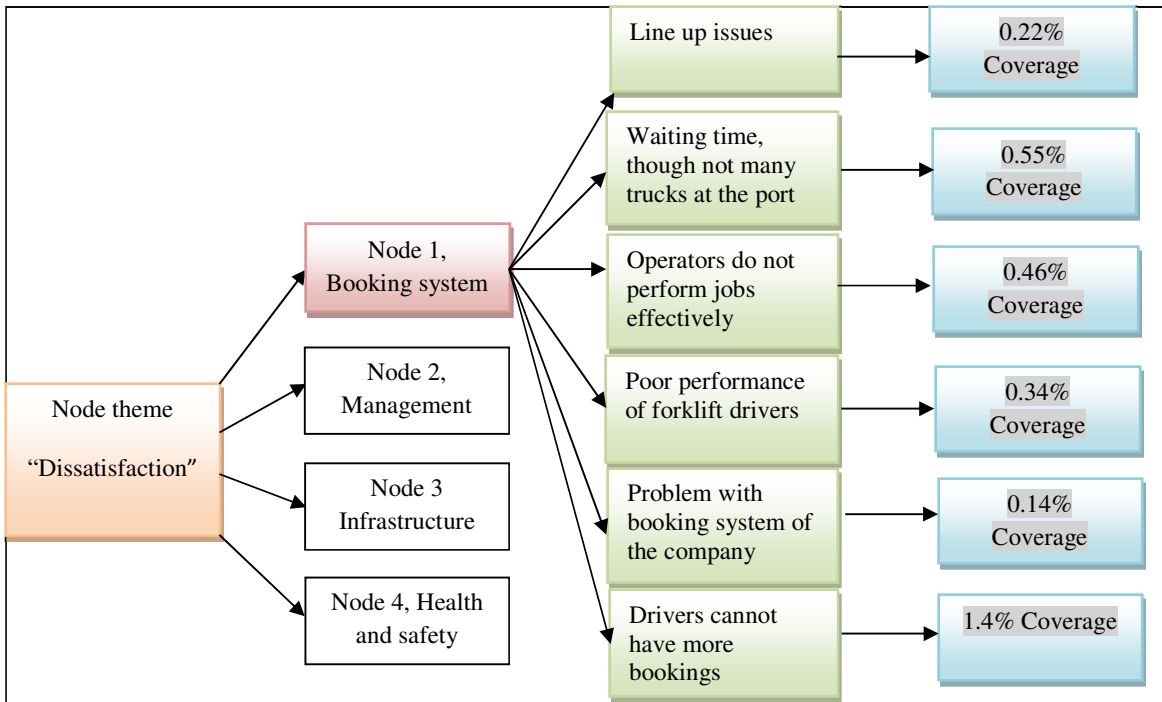 Node theme
“Dissatisfaction”
Node 1,
Booking system
Node 2,
Management
Node 3
Infrastructure
Node 4, Health
and safety
Line up issues
0.22%
Coverage
Waiting time,
though not many
trucks at the port
0.55%
Coverage
Operators do not
perform jobs
effectively
0.46%
Coverage
Poor performance
of forklift drivers
0.34%
Coverage
Problem with
booking system of
the company
0.14%
Coverage
Drivers cannot
have more
bookings
1.4% Coverage